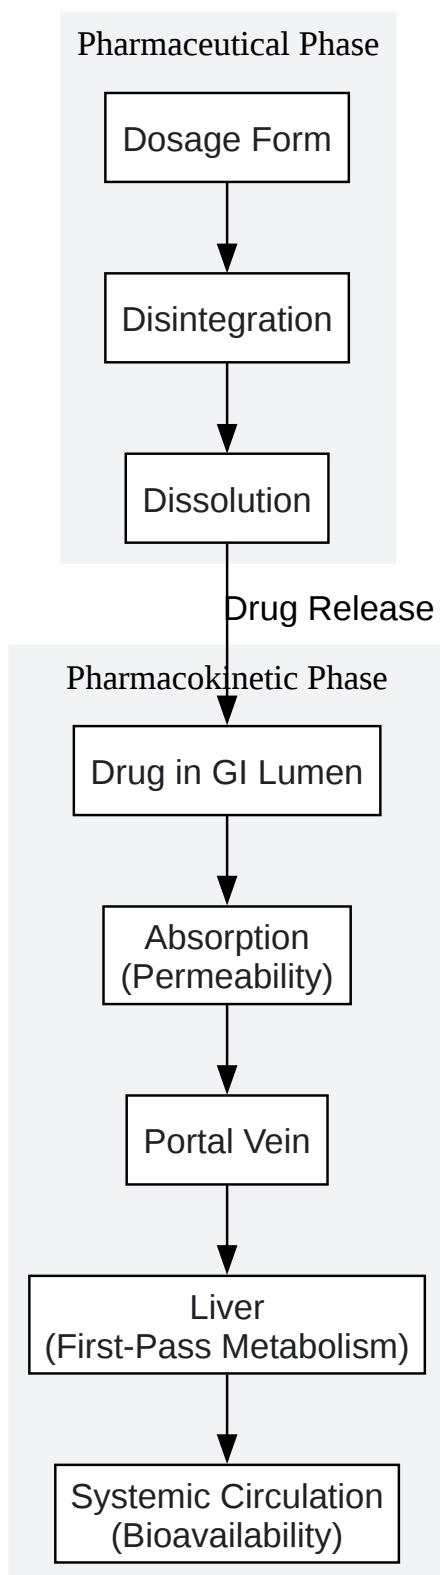 Pharmaceutical Phase
Dosage Form
Disintegration
Dissolution
Drug Release
Pharmacokinetic Phase
Drug in GI Lumen
Absorption
(Permeability)
Portal Vein
Liver
(First-Pass Metabolism)
Systemic Circulation
(Bioavailability)